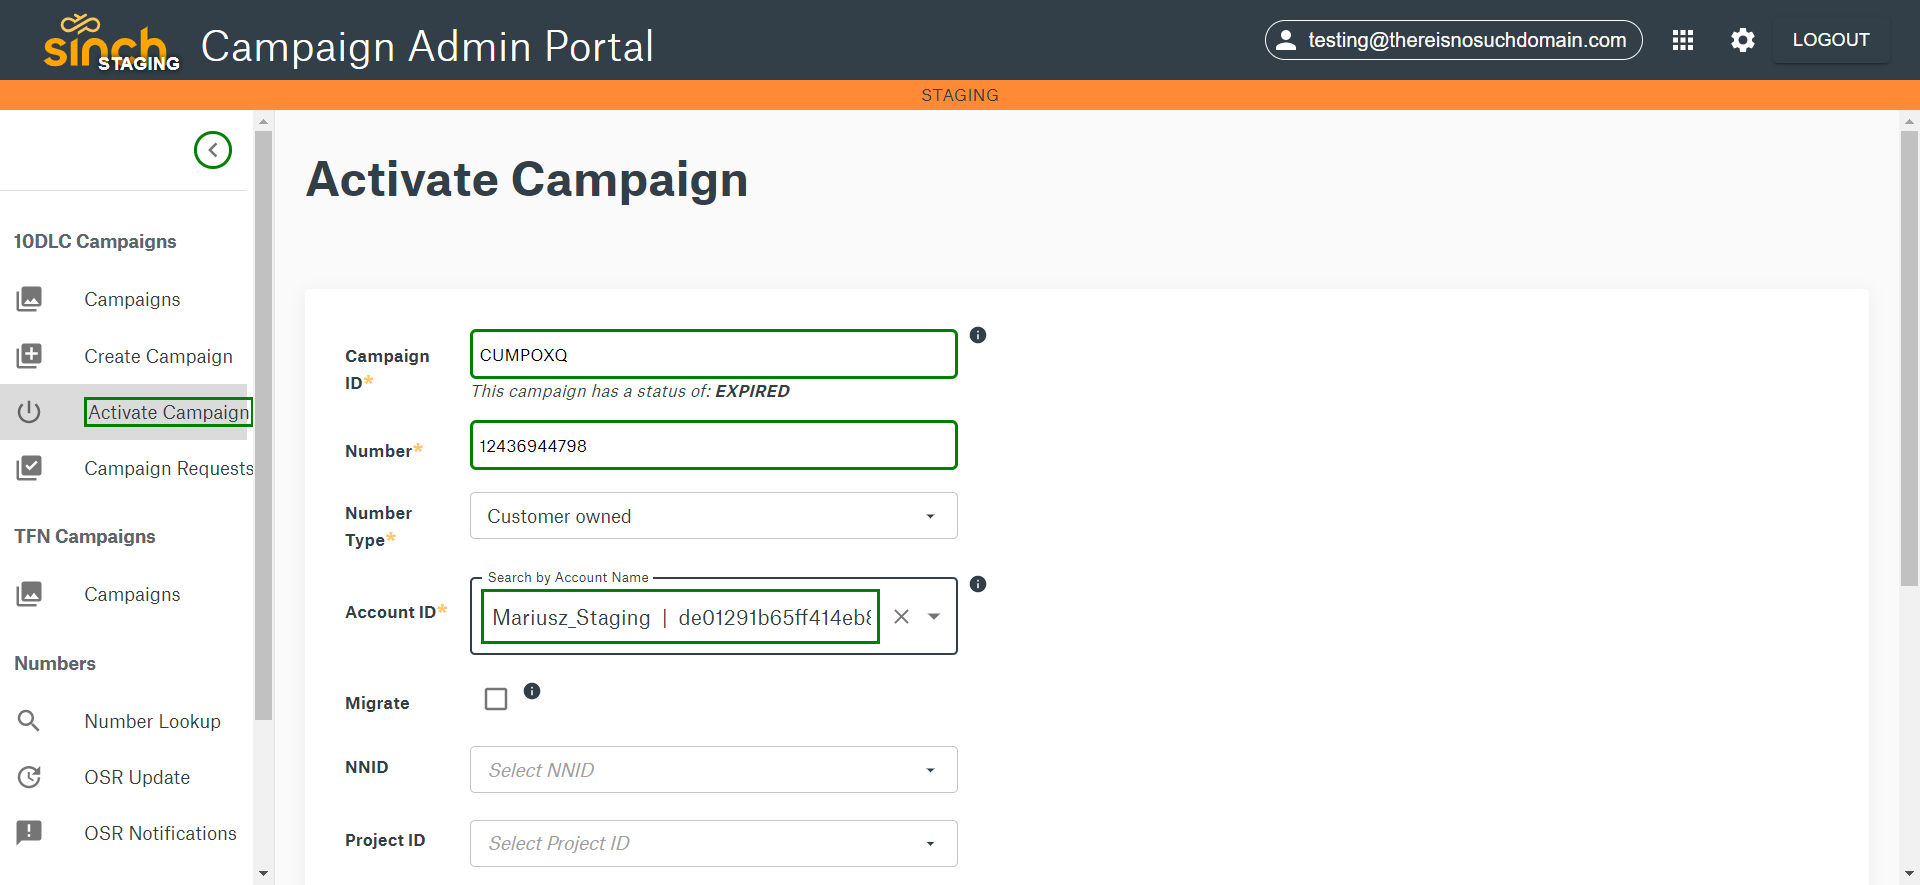 sinch
STAGING
Campaign Admin Portal
testing@thereisnosuchdomain.com
LOGOUT
STAGING
10DLC Campaigns
Campaigns
Create Campaign
Activate Campaign
Campaign Requests
TFN Campaigns
Campaigns
Numbers
Number Lookup
OSR Update
OSR Notifications
Activate Campaign
Campaign
ID*
CUMPOXQ
This campaign has a status of: EXPIRED
Number*
12436944798
Number
Type*
Customer owned
Account ID*
Search by Account Name
Mariusz_Staging | de01291b65ff414eb8
Migrate
NNID
Select NNID
Project ID
Select Project ID